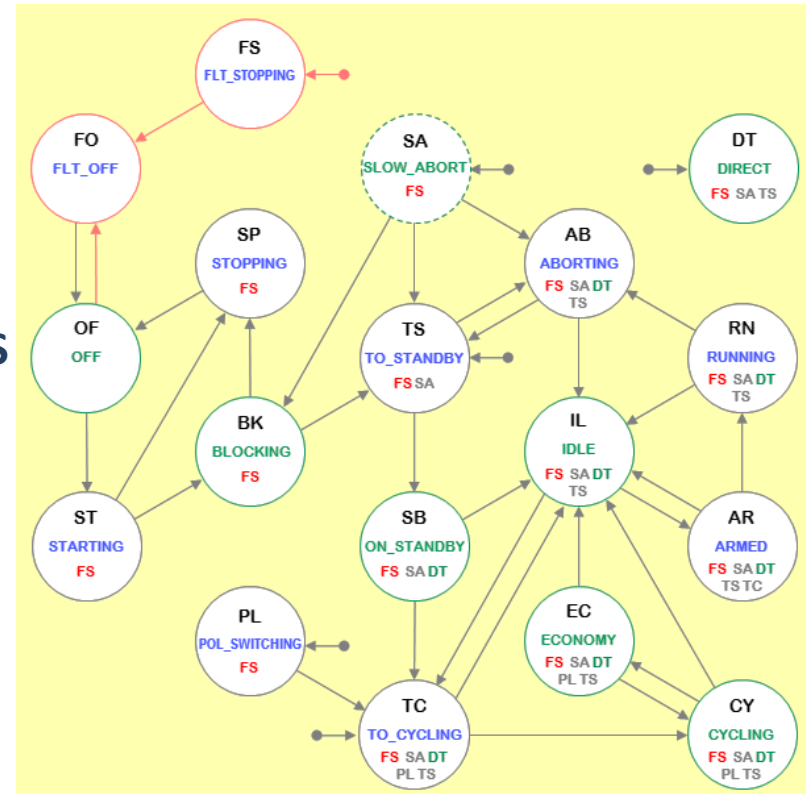 FS
FLT_STOPPING
FO
FLT_OFF
SA
SLOW_ABORT
FS
DT
DIRECT
FS SA TS
SP
STOPPING
FS
AB
ABORTING
FS SA DT
TS
OF
OFF
S
TS
TO_STANDBY
FS SA
RN
RUNNING
FS SA DT
TS
BK
BLOCKING
FS
IL
IDLE
FS SA DT
TS
ST
STARTING
FS
SB
ON_STANDBY
FS SA DT
AR
ARMED
FS SA DT
TS TC
PL
POL_SWITCHING
FS
EC
ECONOMY
FS SA DT
PL TS
TC
TO_CYCLING
FS SA DT
PL TS
CY
CYCLING
FS SA DT
PL TS